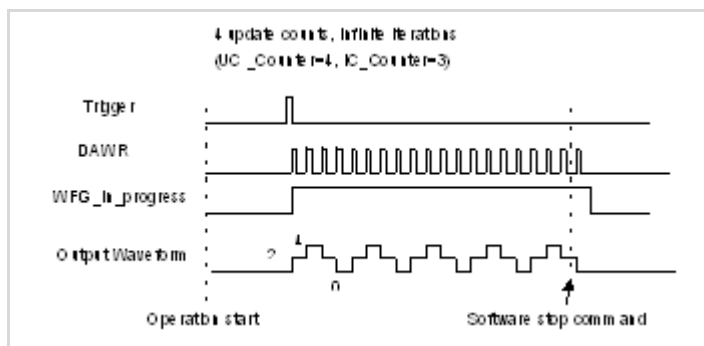 4 update counts, infinite iterations
(UC_Counter=4, IC_Counter=3)
Trigger
DAWR
WFG_in_progress
Output Waveform
2
4
0
Operation start
Software stop command